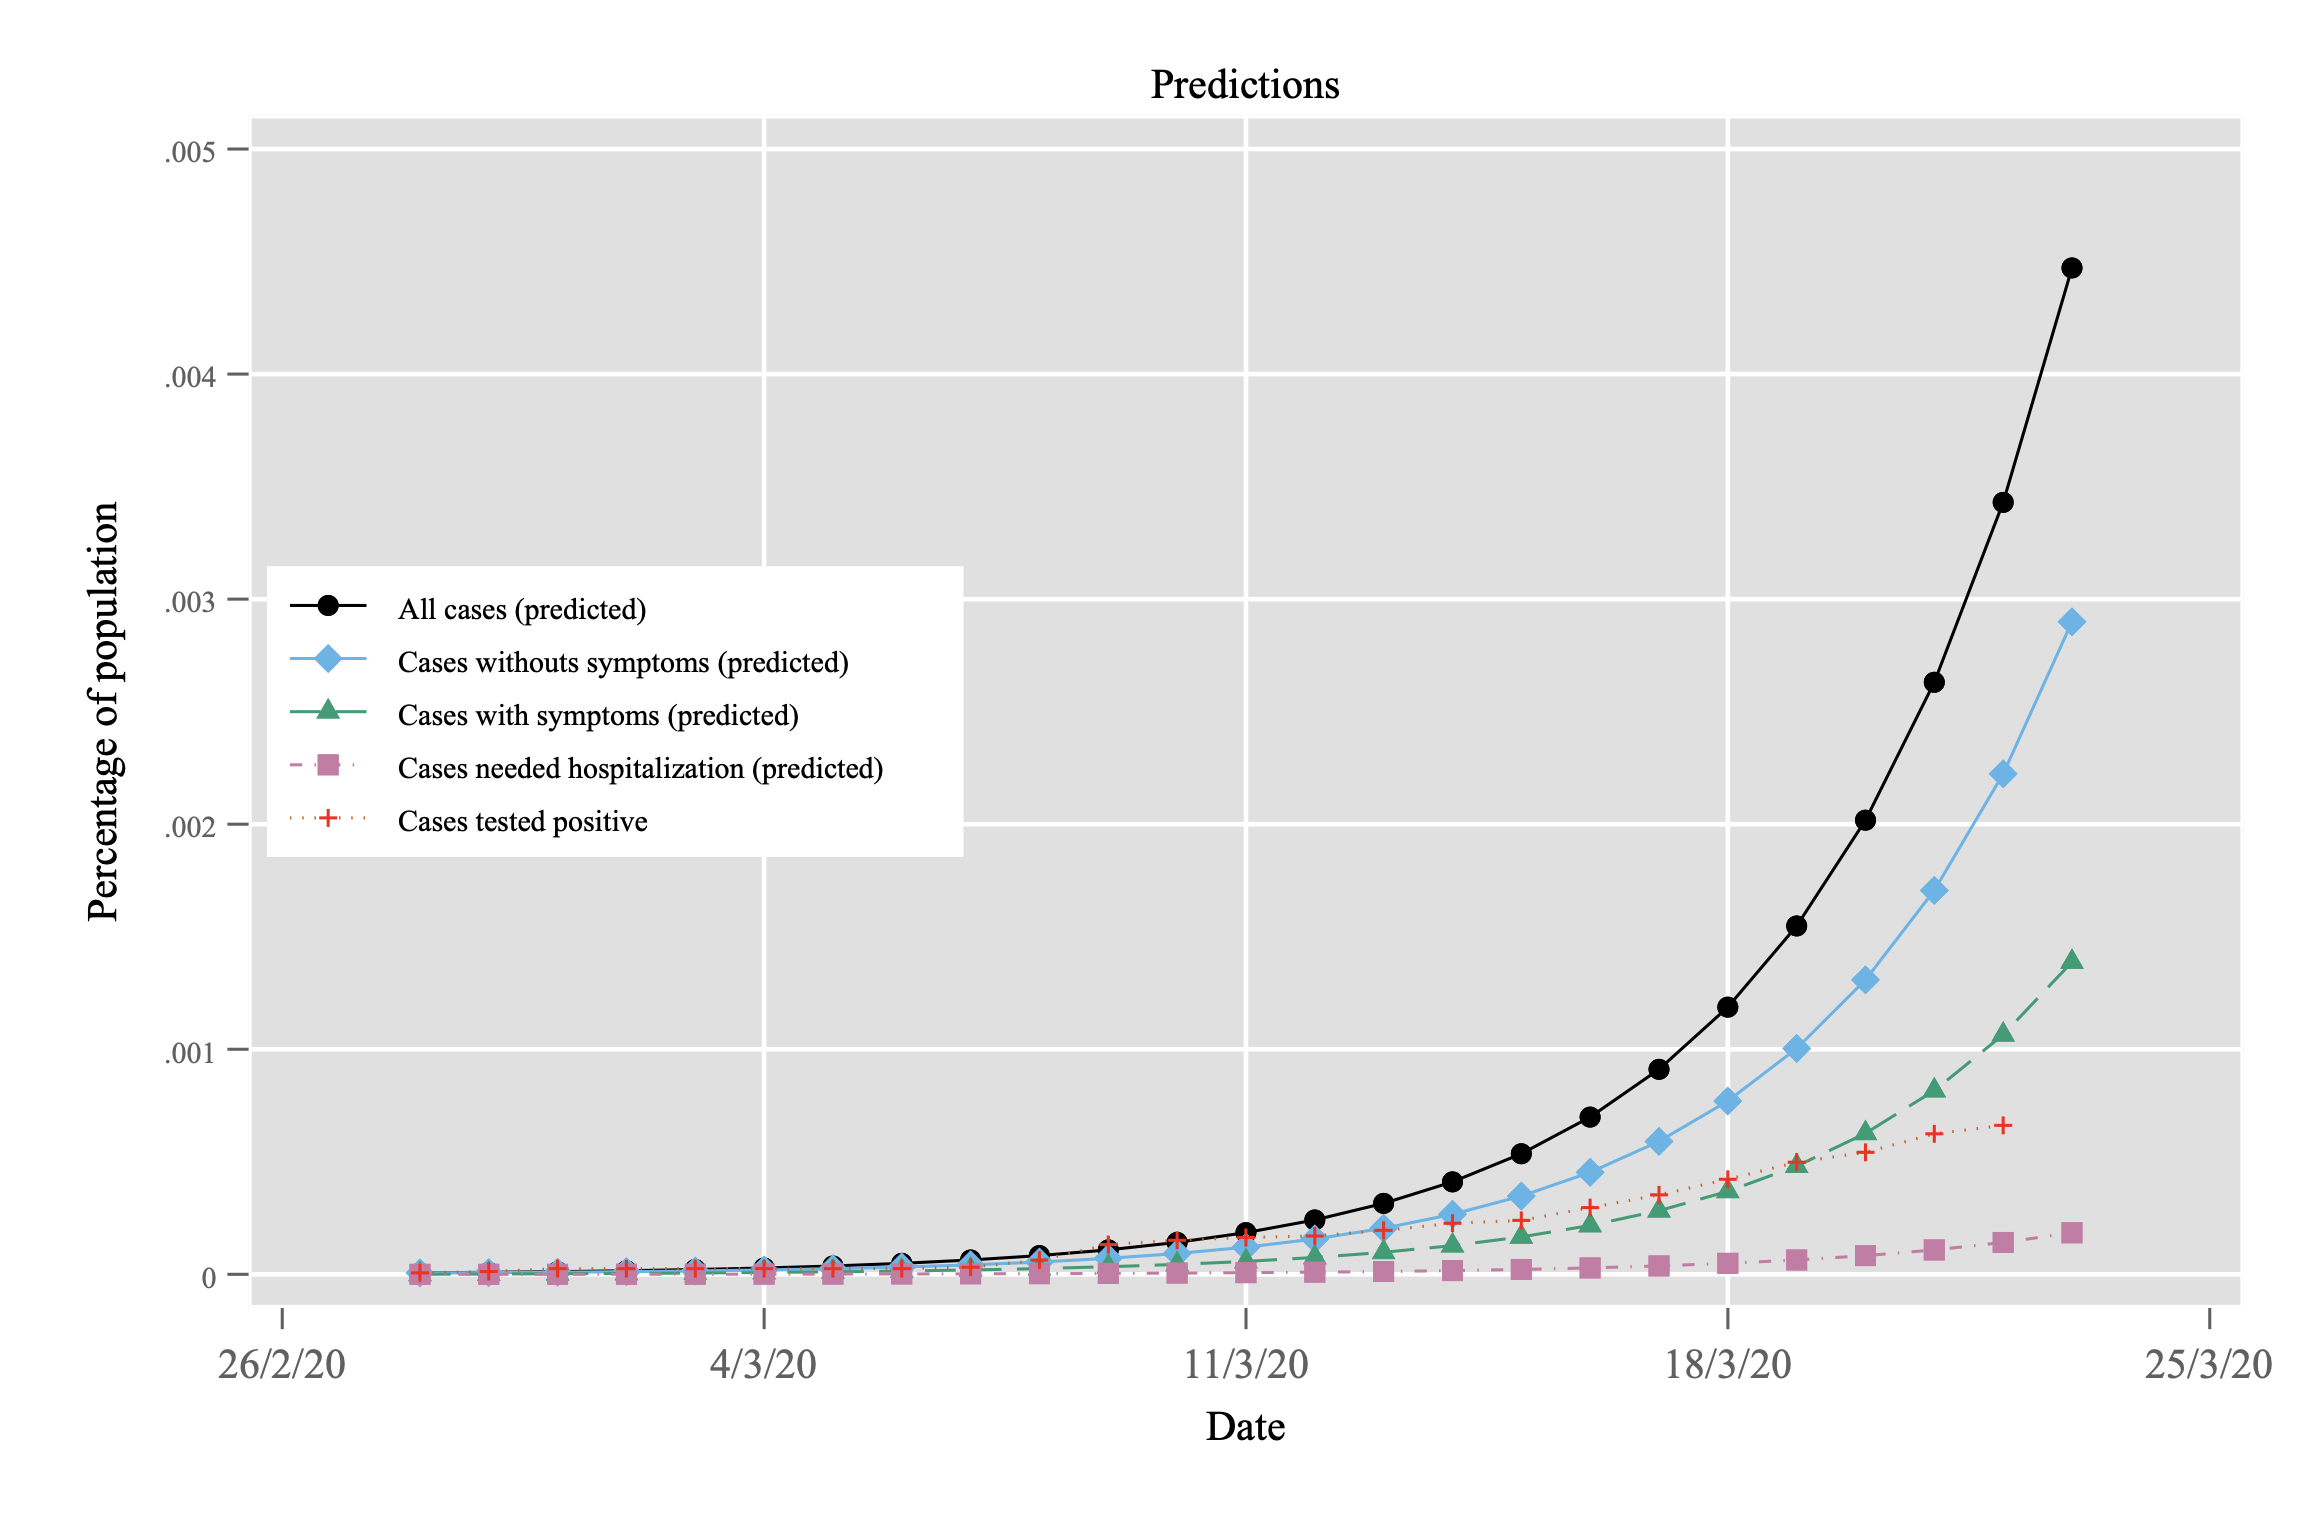 Predictions
.005
.004
.003
.002
.001
0
Percentage of population
All cases (predicted)
Cases withouts symptoms (predicted)
Cases with symptoms (predicted)
Cases needed hospitalization (predicted)
Cases tested positive
26/2/20 4/3/20 11/3/20 18/3/20 25/3/20
Date